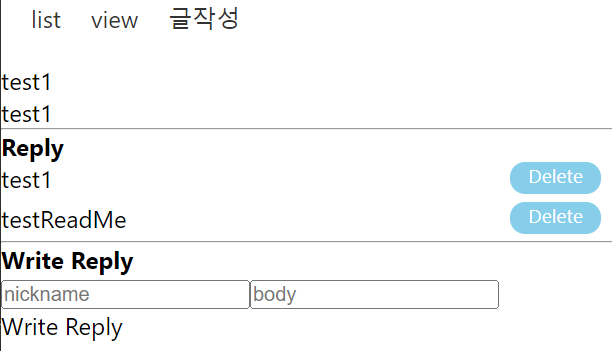 list view 글작성
test1
test1
Reply
test1 Delete
testReadMe Delete
Write Reply
nickname body
Write Reply